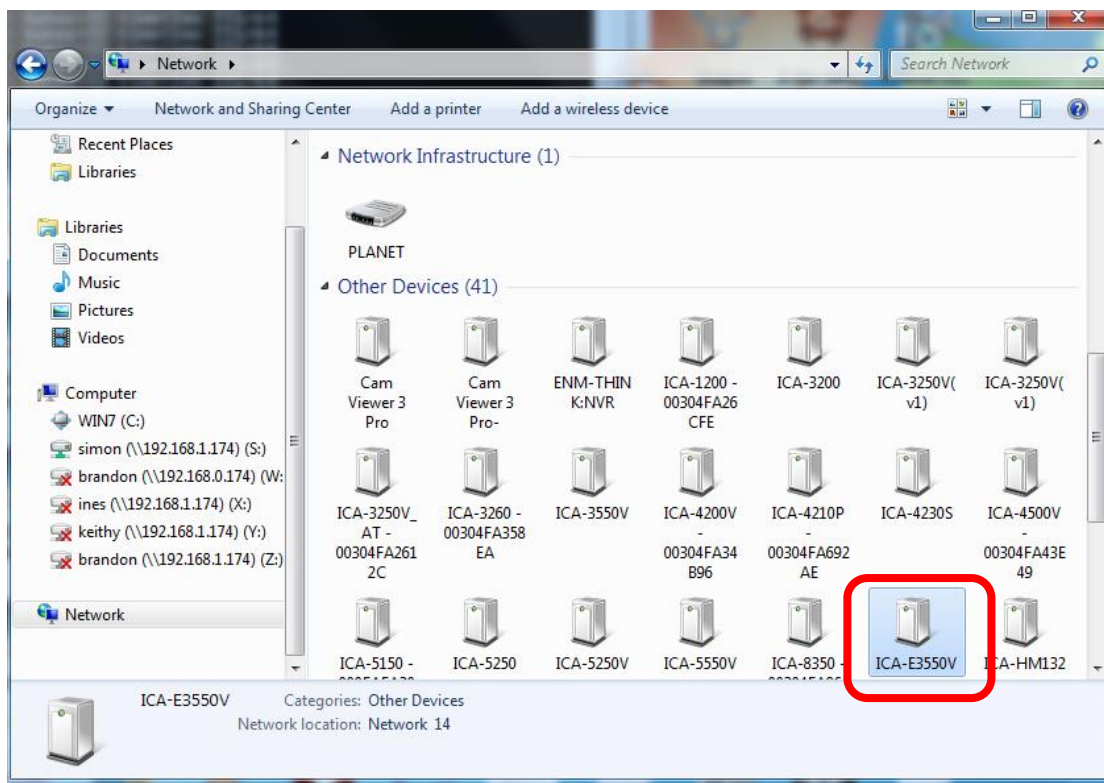 Network
Search Network
Organize
Network and Sharing Center
Add a printer
Add a wireless device
Recent Places
Libraries
Libraries
Documents
Music
Pictures
Videos
Computer
WIN7 (C:)
simon (\\192.168.1.174) (S:)
brandon (\\192.168.0.174) (W:
ines (\\192.168.1.174) (X:)
keithy (\\192.168.1.174) (Y:)
brandon (\\192.168.1.174) (Z:)
Network
Network Infrastructure (1)
PLANET
Other Devices (41)
Cam
Viewer 3
Pro
Cam
Viewer 3
Pro-
ENM-THIN
K:NVR
ICA-1200 -
00304FA26
CFE
ICA-3200
ICA-3250V(
v1)
ICA-3250V(
v1)
ICA-3250V_
AT -
00304FA261
2C
ICA-3260 -
00304FA358
EA
ICA-3550V
ICA-4200V
-
00304FA34
B96
ICA-4210P
-
00304FA692
AE
ICA-4230S
ICA-4500V
-
00304FA43E
49
ICA-5150 -
ICA-5250
ICA-5250V
ICA-5550V
ICA-8350 -
ICA-E3550V
ICA-HM132
ICA-E3550V
Categories: Other Devices
Network location: Network 14